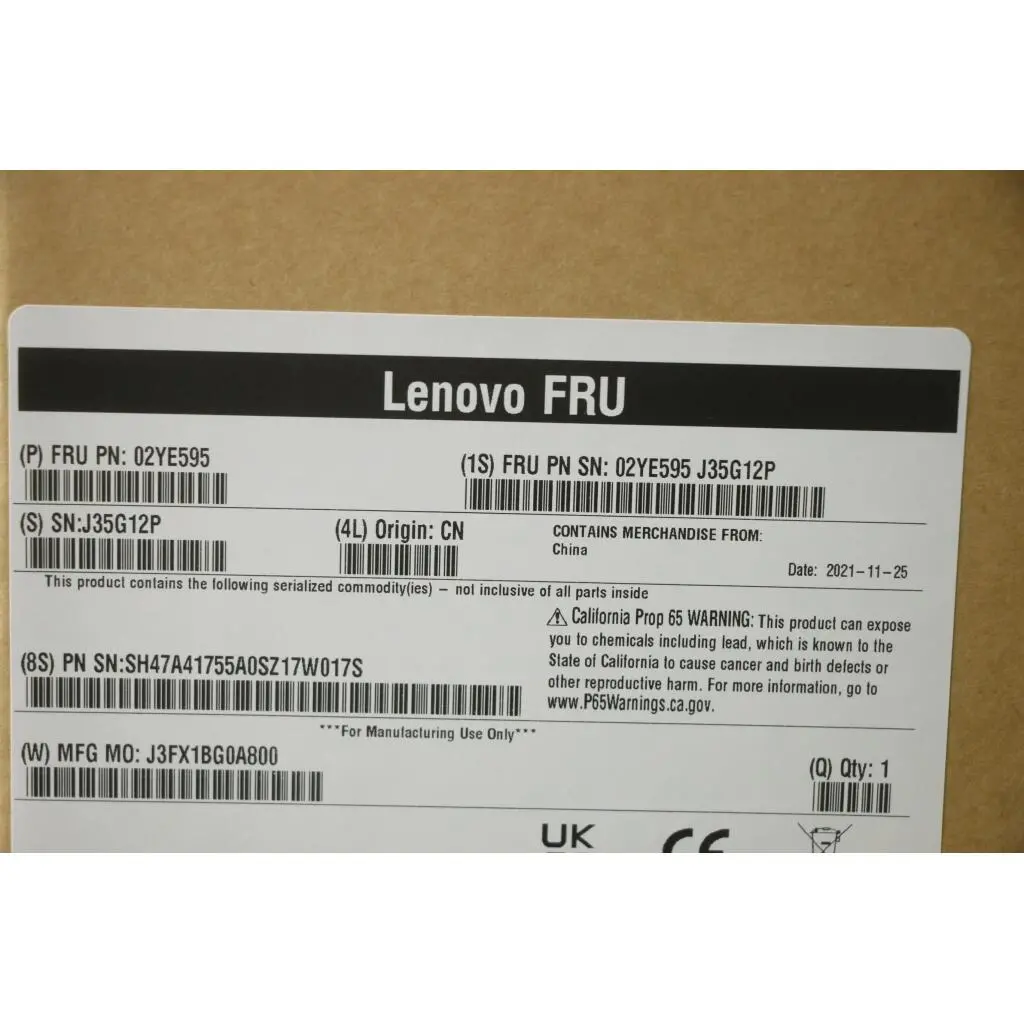 Lenovo FRU
(P) FRU PN: 02YE595
(1S) FRU PN SN: 02YE595 J35G12P
(S) SN:J35G12P
(4L) Origin: CN
CONTAINS MERCHANDISE FROM:
China
Date: 2021-11-25
This product contains the following serialized commodity(ies) – not inclusive of all parts inside
⚠ California Prop 65 WARNING: This product can expose
you to chemicals including lead, which is known to the
State of California to cause cancer and birth defects or
other reproductive harm. For more information, go to
www.P65Warnings.ca.gov.
(8S) PN SN:SH47A41755A0SZ17W017S
***For Manufacturing Use Only***
(W) MFG MO: J3FX1BG0A800
(Q) Qty: 1
UK
CE